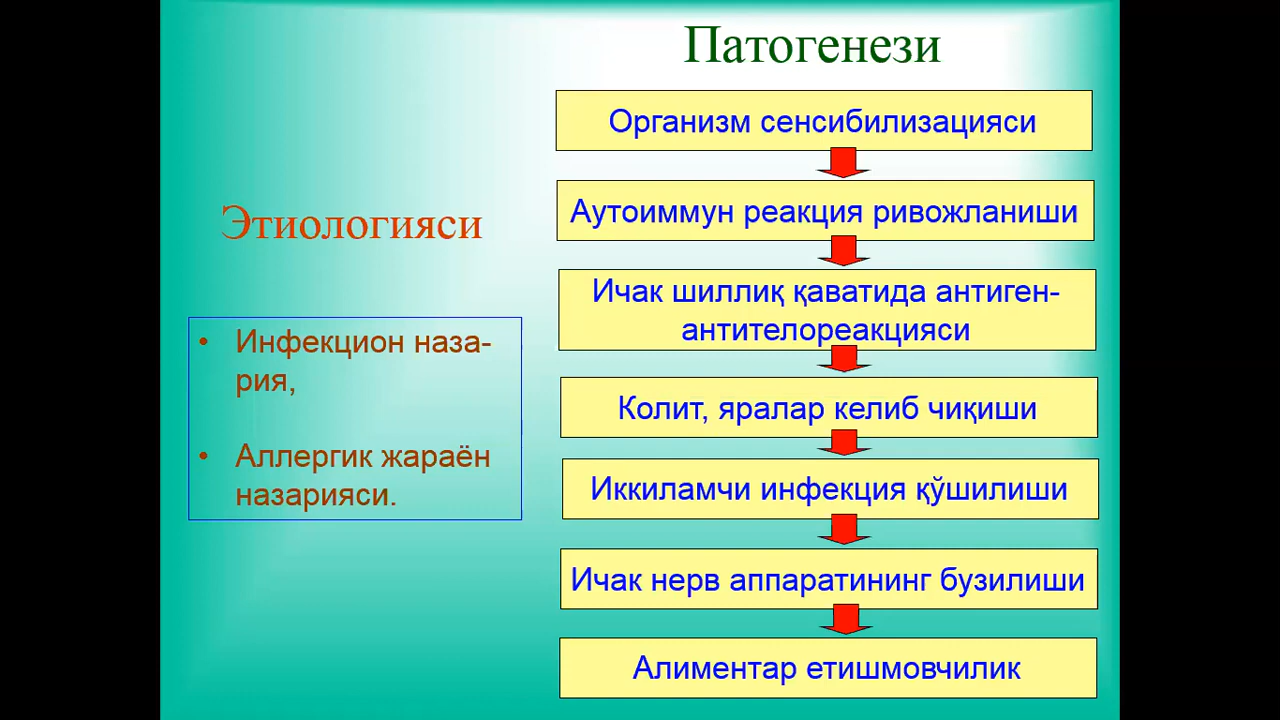 Патогенези
Организм сенсибилизацияси
Аутоиммун реакция ривожланиши
Ичак шиллиқ қаватида антиген-
антителореакцияси
Колит, яралар келиб чиқиши
Иккиламчи инфекция қўшилиши
Ичак нерв аппаратининг бузилиши
Алиментар етишмовчилик
Этиологияси
• Инфекцион наза-
рия,
• Аллергик жараён
назарияси.